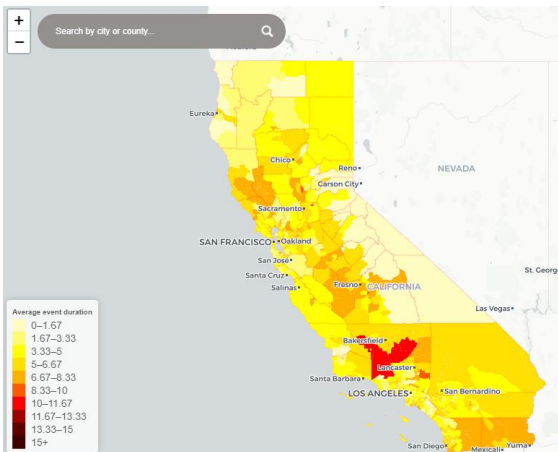 +
−
Search by city or county...
Eureka
Chico
Reno
NEVADA
Carson City
Sacramento
SAN FRANCISCO
Oakland
San José
St. Georg
Santa Cruz
Fresno
CALIFORNIA
Salinas
Las Vegas
Average event duration
0–1.67
1.67–3.33
3.33–5
5–6.67
6.67–8.33
8.33–10
10–11.67
11.67–13.33
13.33–15
15+
Bakersfield
Lancaster
Santa Barbara
LOS ANGELES
San Bernardino
San Diego
Mexicali
Yuma